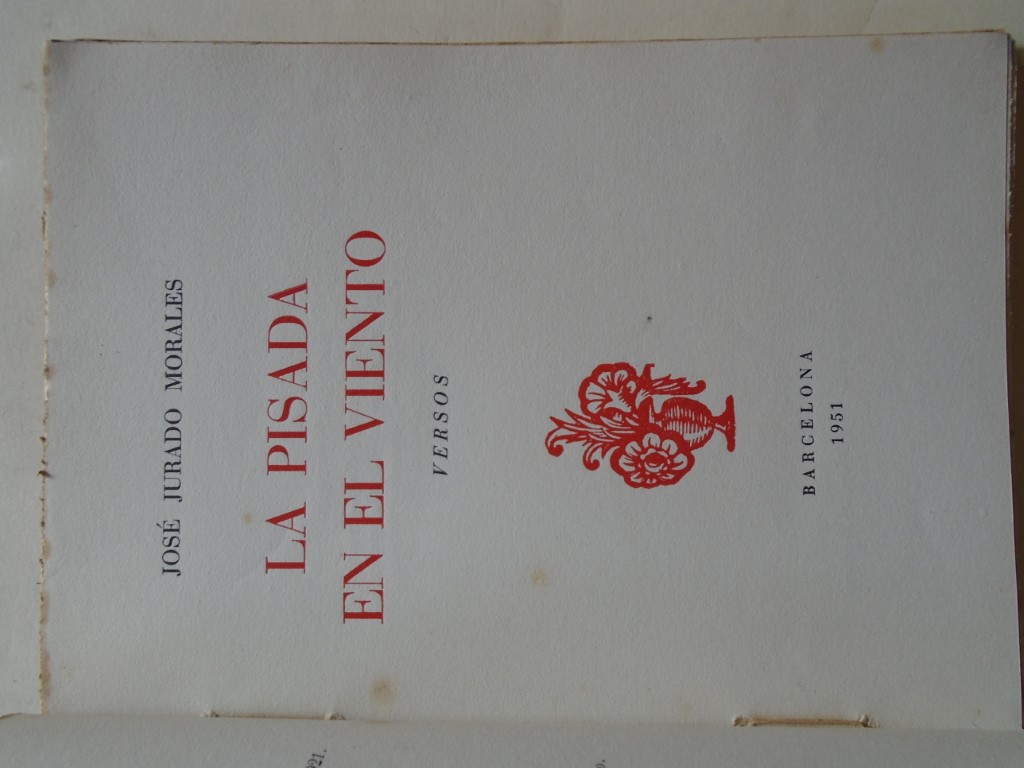 JOSÉ JURADO MORALES
LA PISADA
EN EL VIENTO
VERSOS
BARCELONA
1951